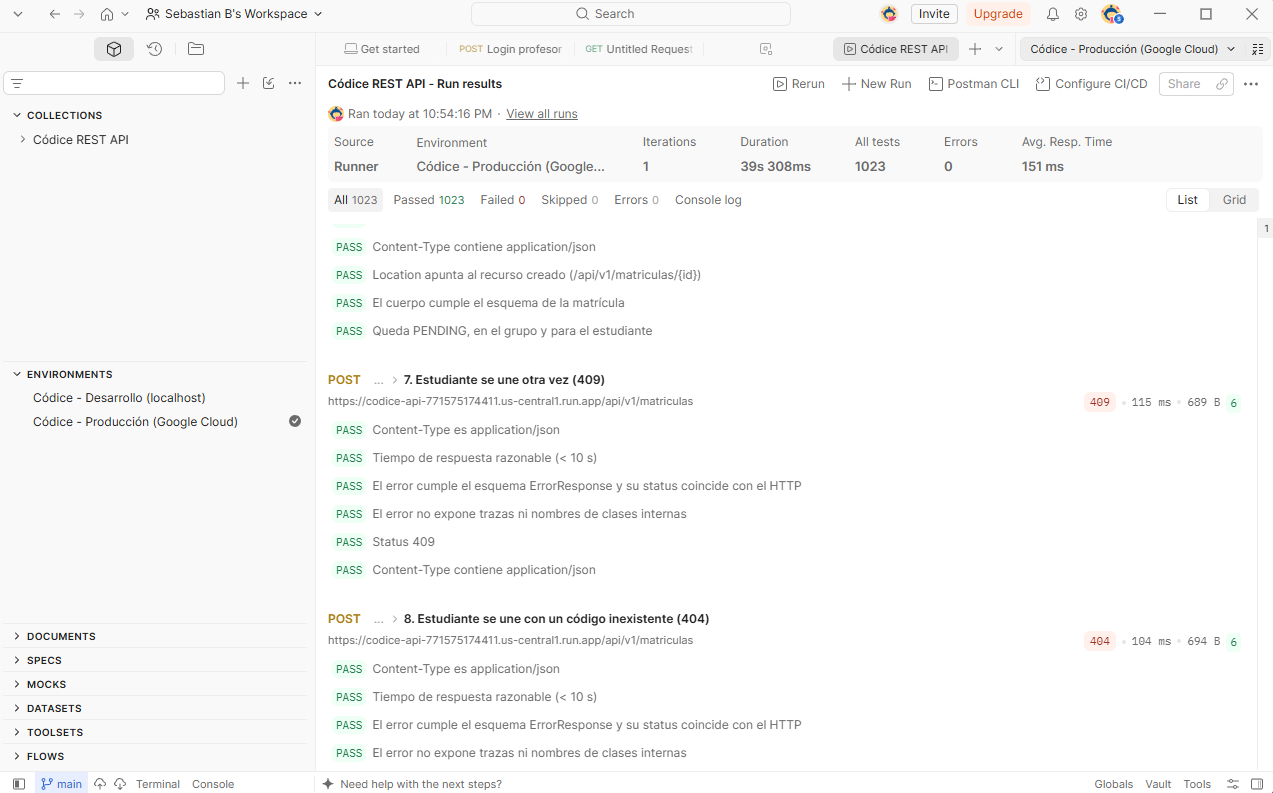 Sebastian B's Workspace
Search
Invite
Upgrade
Get started
POST Login profesor
GET Untitled Request
Códice REST API
Códice - Producción (Google Cloud)
COLLECTIONS
Códice REST API
ENVIRONMENTS
Códice - Desarrollo (localhost)
Códice - Producción (Google Cloud)
DOCUMENTS
SPECS
MOCKS
DATASETS
TOOLSETS
FLOWS
Códice REST API - Run results
Rerun
New Run
Postman CLI
Configure CI/CD
Share
Ran today at 10:54:16 PM · View all runs
Source Environment Iterations Duration All tests Errors Avg. Resp. Time
Runner Códice - Producción (Google... 1 39s 308ms 1023 0 151 ms
All 1023 Passed 1023 Failed 0 Skipped 0 Errors 0 Console log List Grid
1
PASS Content-Type contiene application/json
PASS Location apunta al recurso creado (/api/v1/matriculas/{id})
PASS El cuerpo cumple el esquema de la matrícula
PASS Queda PENDING, en el grupo y para el estudiante
POST ... > 7. Estudiante se une otra vez (409)
https://codice-api-771575174411.us-central1.run.app/api/v1/matriculas 409 • 115 ms • 689 B 6
PASS Content-Type es application/json
PASS Tiempo de respuesta razonable (< 10 s)
PASS El error cumple el esquema ErrorResponse y su status coincide con el HTTP
PASS El error no expone trazas ni nombres de clases internas
PASS Status 409
PASS Content-Type contiene application/json
POST ... > 8. Estudiante se une con un código inexistente (404)
https://codice-api-771575174411.us-central1.run.app/api/v1/matriculas 404 • 104 ms • 694 B 6
PASS Content-Type es application/json
PASS Tiempo de respuesta razonable (< 10 s)
PASS El error cumple el esquema ErrorResponse y su status coincide con el HTTP
PASS El error no expone trazas ni nombres de clases internas
main
Terminal
Console
Need help with the next steps?
Globals
Vault
Tools